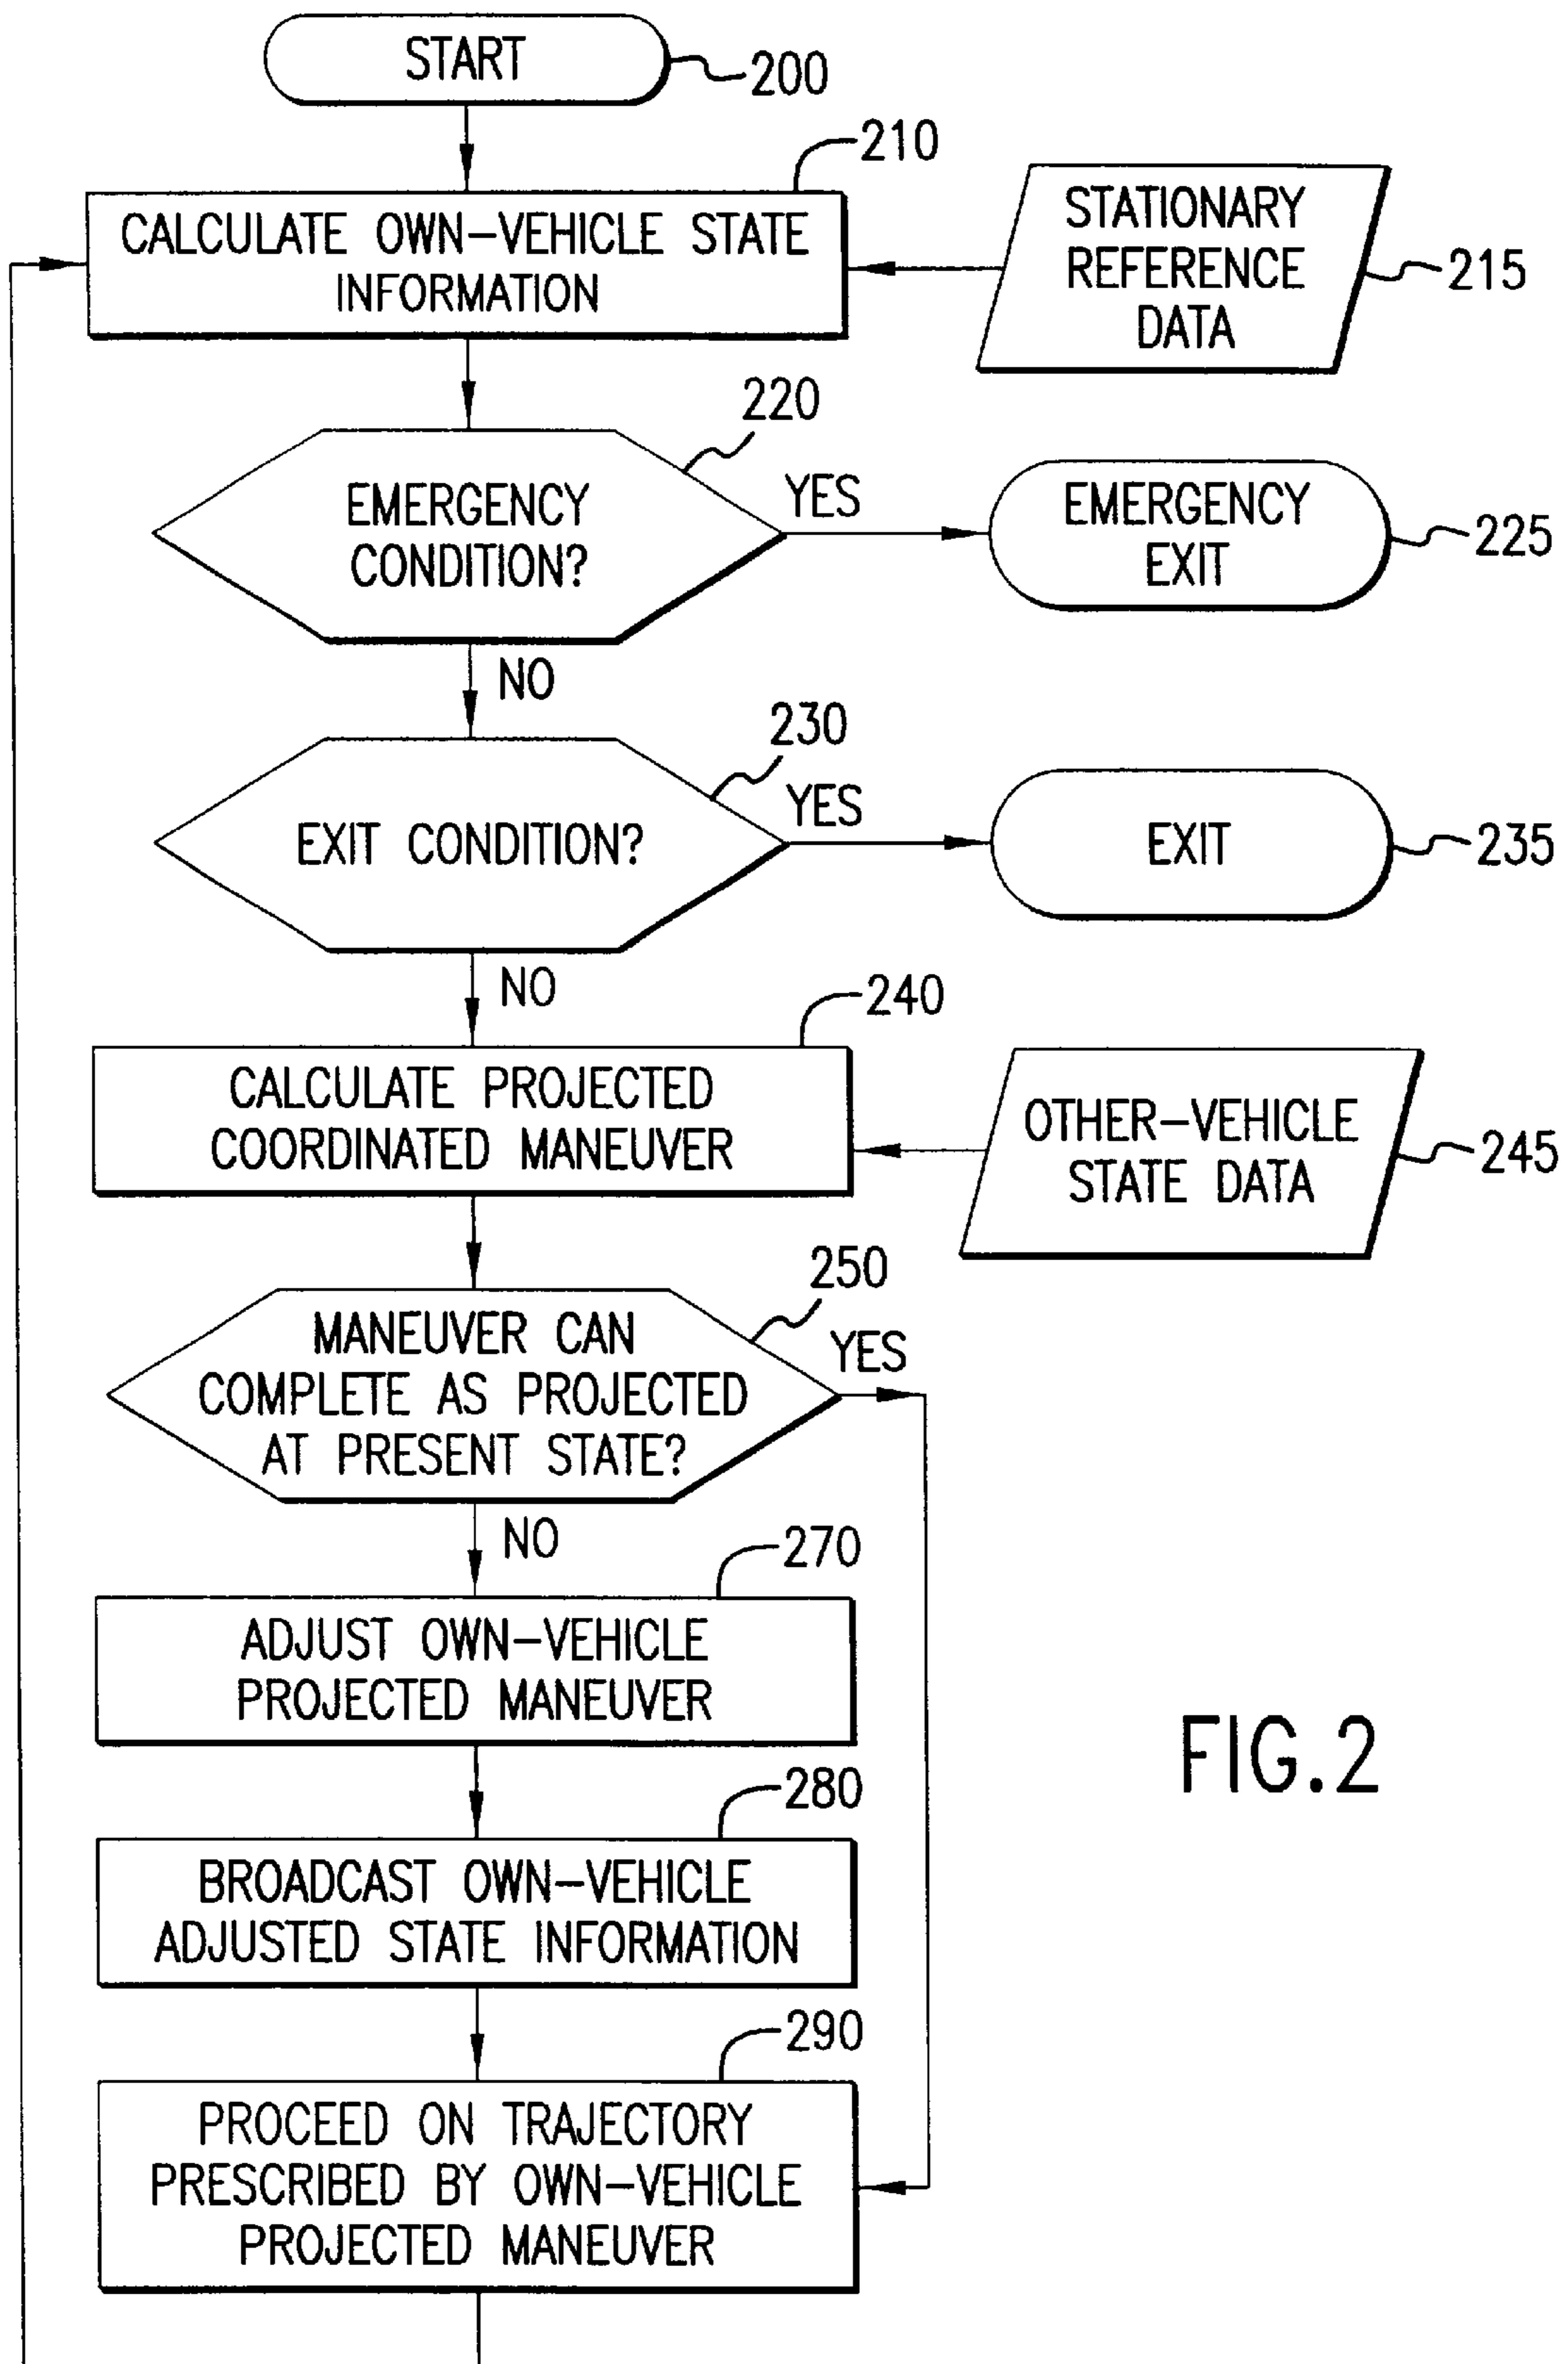 START
200
210
CALCULATE OWN-VEHICLE STATE
INFORMATION
STATIONARY
REFERENCE
DATA
215
220
EMERGENCY
CONDITION?
YES
EMERGENCY
EXIT
225
NO
230
EXIT CONDITION?
YES
EXIT
235
NO
240
CALCULATE PROJECTED
COORDINATED MANEUVER
OTHER-VEHICLE
STATE DATA
245
250
MANEUVER CAN
COMPLETE AS PROJECTED
AT PRESENT STATE?
YES
NO
270
ADJUST OWN-VEHICLE
PROJECTED MANEUVER
FIG.2
280
BROADCAST OWN-VEHICLE
ADJUSTED STATE INFORMATION
290
PROCEED ON TRAJECTORY
PRESCRIBED BY OWN-VEHICLE
PROJECTED MANEUVER